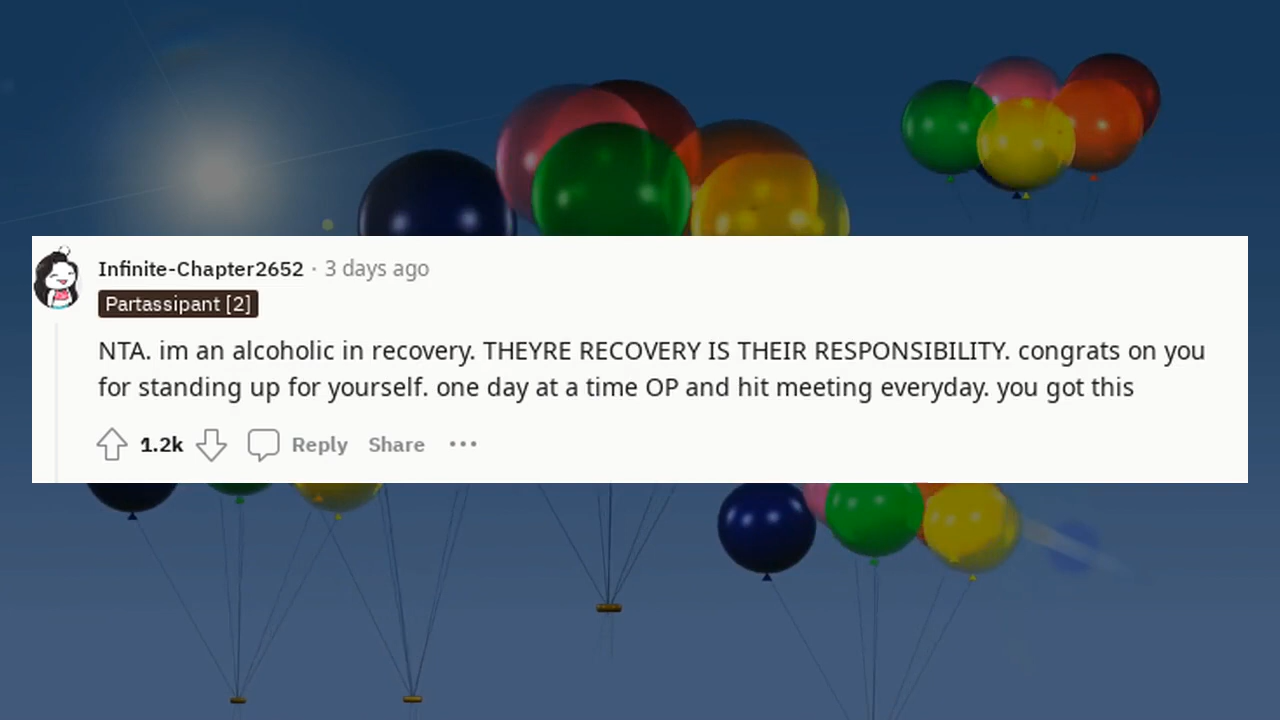 Infinite-Chapter2652 · 3 days ago
Partassipant [2]
NTA. im an alcoholic in recovery. THEYRE RECOVERY IS THEIR RESPONSIBILITY. congrats on you
for standing up for yourself. one day at a time OP and hit meeting everyday. you got this
1.2k Reply Share ···